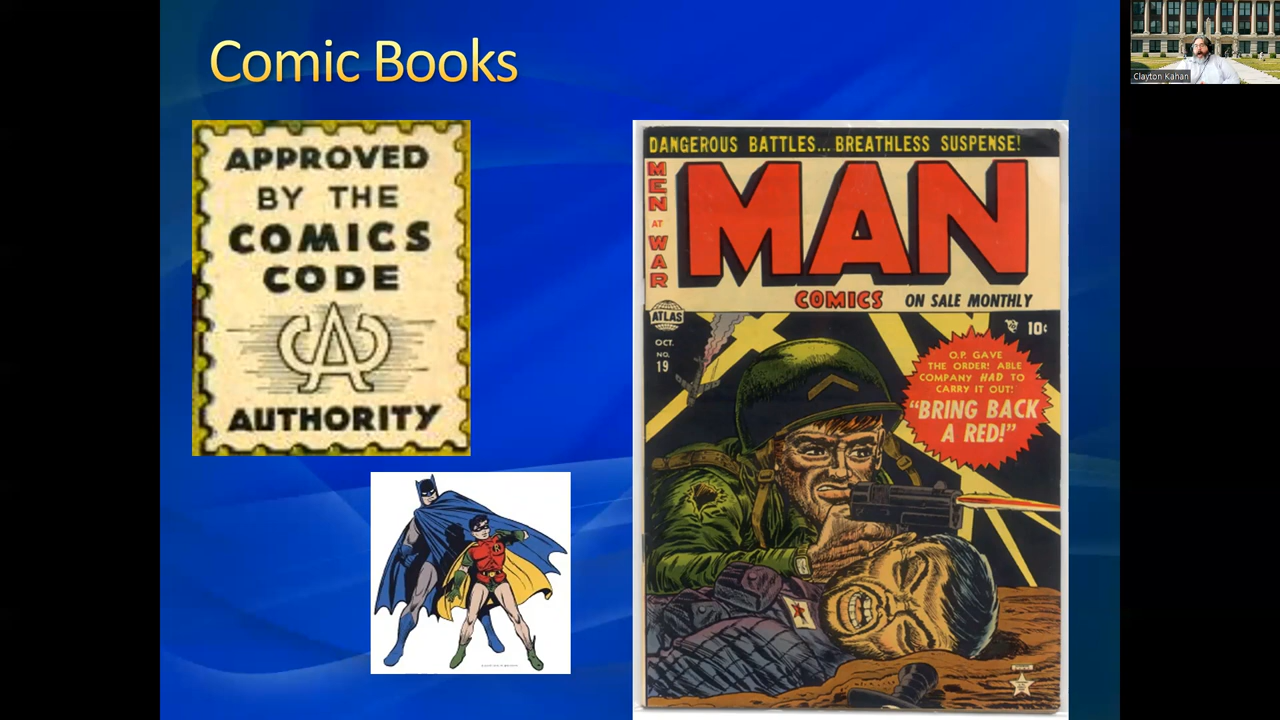 Comic Books
APPROVED
BY THE
COMICS
CODE
CA
AUTHORITY
DANGEROUS BATTLES... BREATHLESS SUSPENSE!
MEN
AT
WAR
MAN
COMICS
ON SALE MONTHLY
ATLAS
OCT.
NO.
19
10¢
O.P. GAVE
THE ORDER! ABLE
COMPANY HAD TO
CARRY IT OUT!
"BRING BACK
A RED!"
R
Clayton Kahan